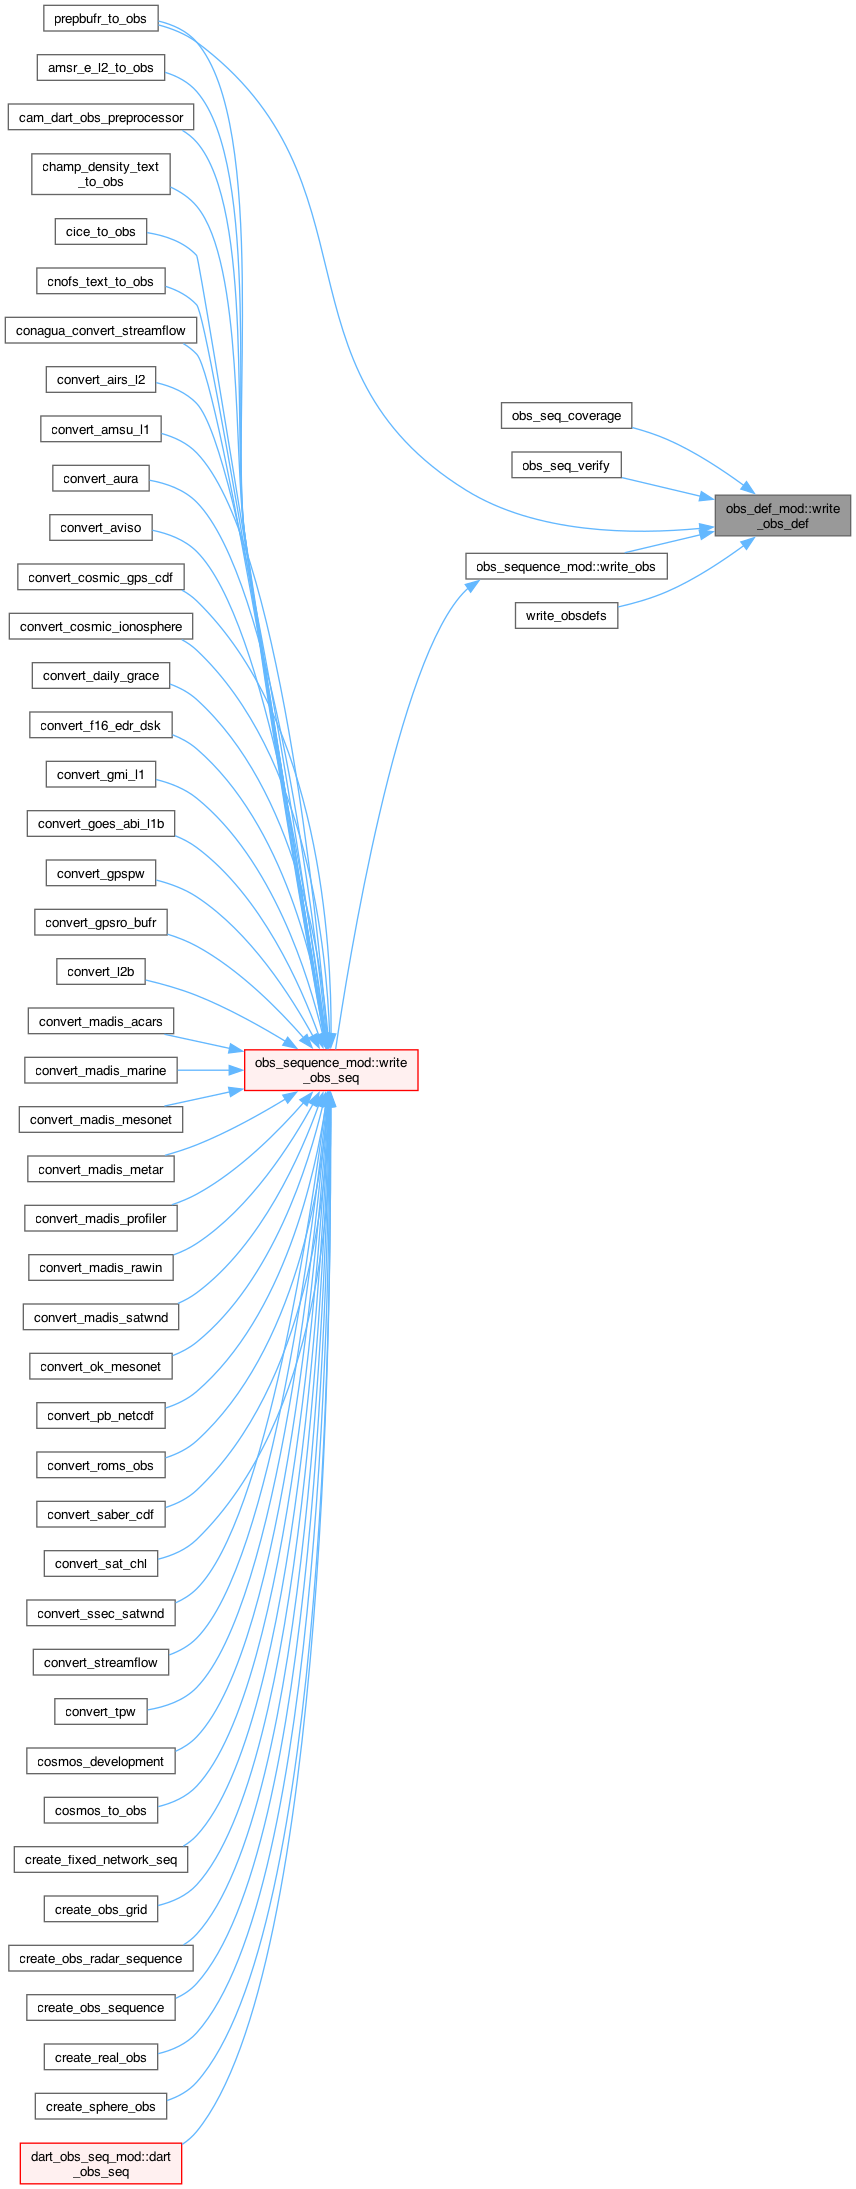 prepbufr_to_obs
amsr_e_l2_to_obs
cam_dart_obs_preprocessor
champ_density_text
_to_obs
cice_to_obs
cnofs_text_to_obs
conagua_convert_streamflow
convert_airs_l2
convert_amsu_l1
convert_aura
convert_aviso
convert_cosmic_gps_cdf
convert_cosmic_ionosphere
convert_daily_grace
convert_f16_edr_dsk
convert_gmi_l1
convert_goes_abi_l1b
convert_gpspw
convert_gpsro_bufr
convert_l2b
convert_madis_acars
convert_madis_marine
convert_madis_mesonet
convert_madis_metar
convert_madis_profiler
convert_madis_rawin
convert_madis_satwnd
convert_ok_mesonet
convert_pb_netcdf
convert_roms_obs
convert_saber_cdf
convert_sat_chl
convert_ssec_satwnd
convert_streamflow
convert_tpw
cosmos_development
cosmos_to_obs
create_fixed_network_seq
create_obs_grid
create_obs_radar_sequence
create_obs_sequence
create_real_obs
create_sphere_obs
dart_obs_seq_mod::dart
_obs_seq
obs_sequence_mod::write
_obs_seq
obs_seq_coverage
obs_seq_verify
obs_sequence_mod::write_obs
write_obsdefs
obs_def_mod::write
_obs_def